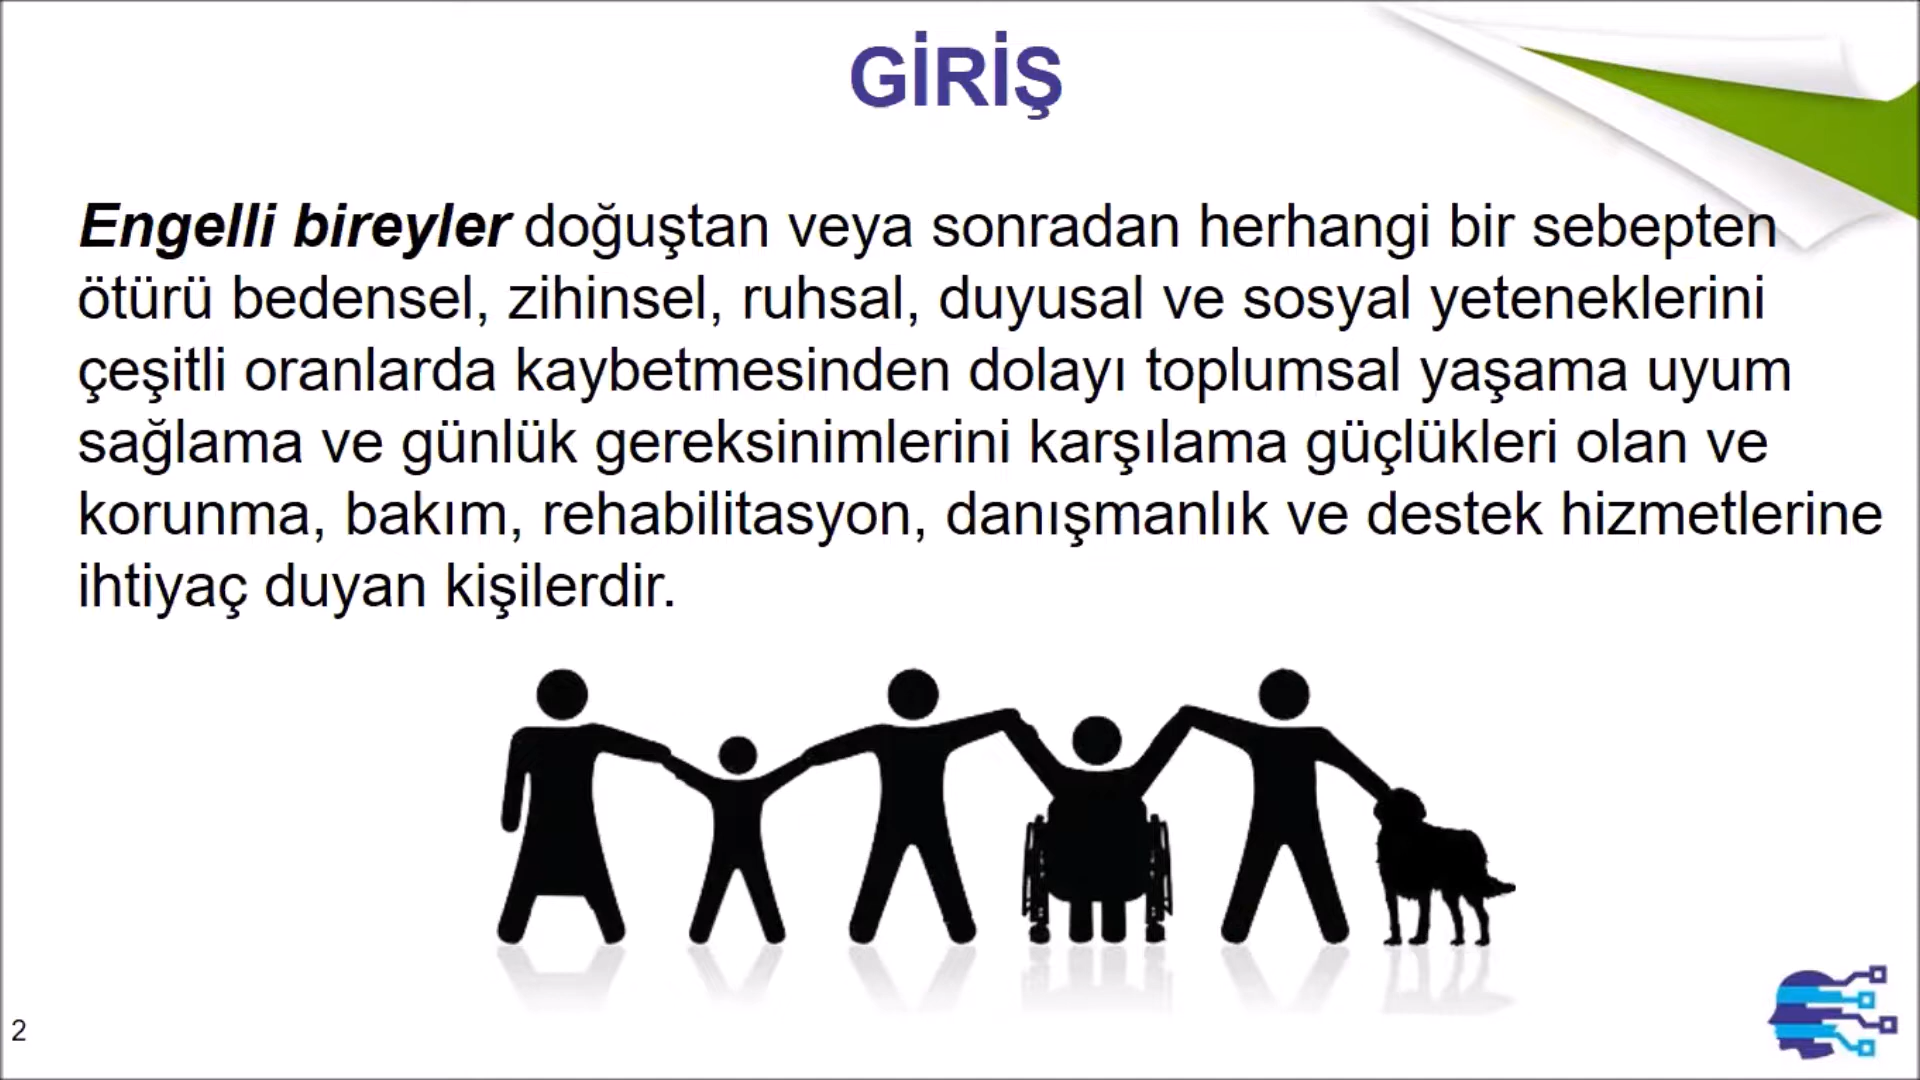 GİRİŞ
Engelli bireyler doğuştan veya sonradan herhangi bir sebepten
ötürü bedensel, zihinsel, ruhsal, duyusal ve sosyal yeteneklerini
çeşitli oranlarda kaybetmesinden dolayı toplumsal yaşama uyum
sağlama ve günlük gereksinimlerini karşılama güçlükleri olan ve
korunma, bakım, rehabilitasyon, danışmanlık ve destek hizmetlerine
ihtiyaç duyan kişilerdir.
2